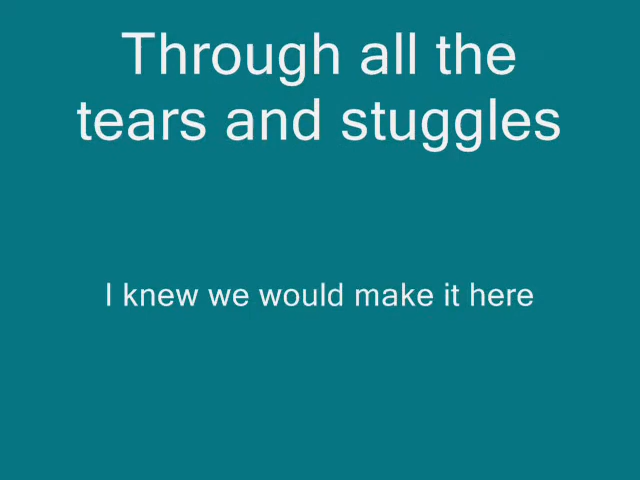 Through all the
tears and stuggles
I knew we would make it here